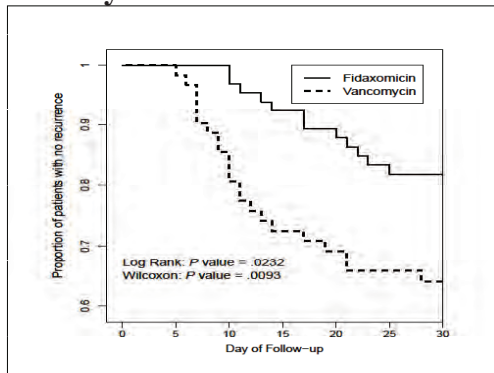 Proportion of patients with no recurrence
1
0.9
0.8
0.7
0.6
Fidaxomicin
Vancomycin
Log Rank: P value = .0232
Wilcoxon: P value = .0093
0 5 10 15 20 25 30
Day of Follow-up